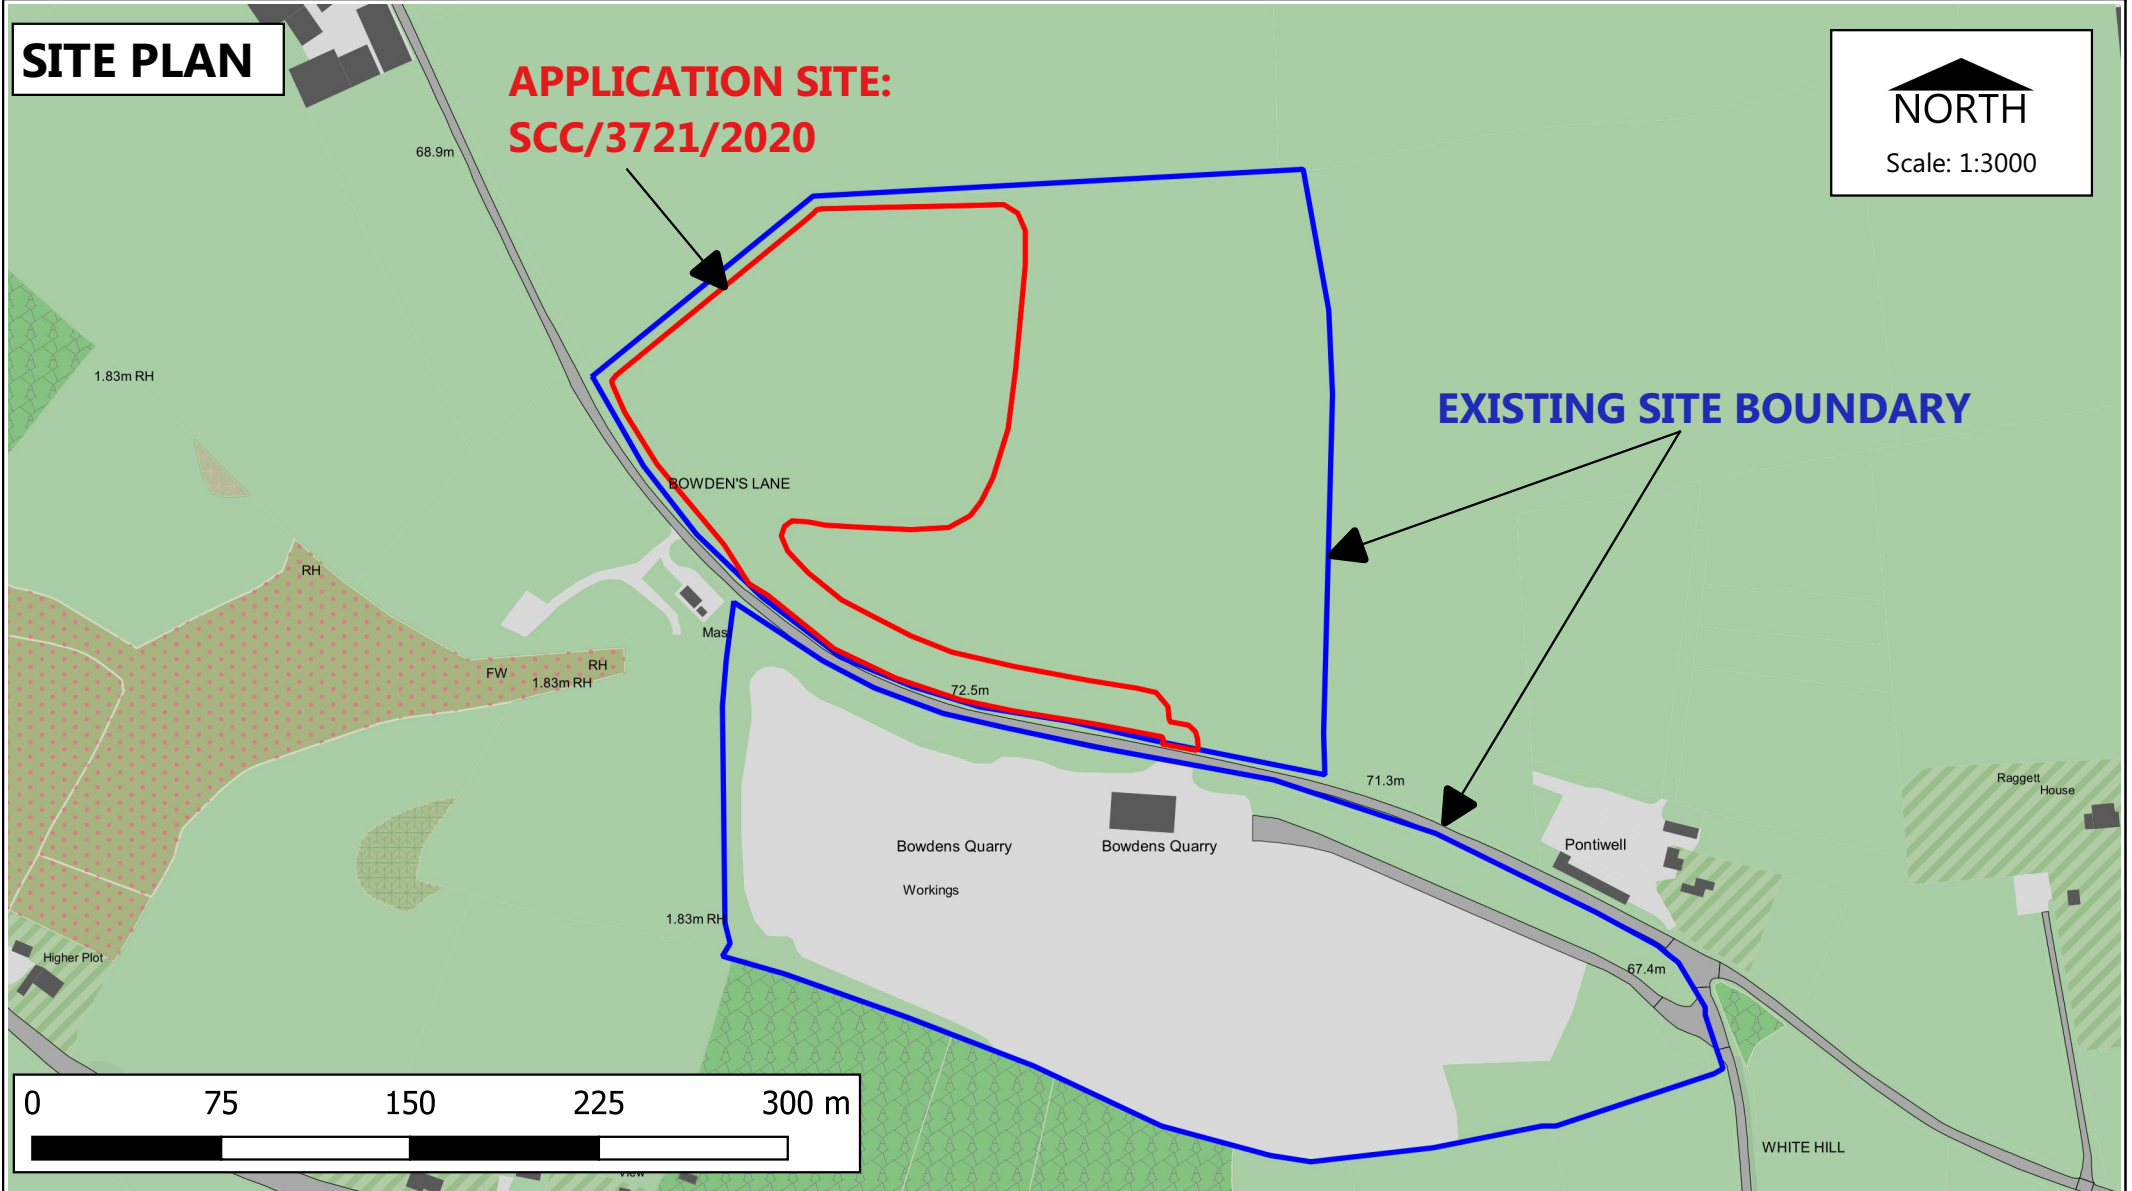 SITE PLAN
APPLICATION SITE:
SCC/3721/2020
NORTH
Scale: 1:3000
68.9m
1.83m RH
EXISTING SITE BOUNDARY
BOWDEN'S LANE
RH
Mast
RH
FW
1.83m RH
72.5m
71.3m
Raggett
House
Pontiwell
Bowdens Quarry
Bowdens Quarry
Workings
1.83m RH
Higher Plot
67.4m
0 75 150 225 300 m
WHITE HILL
View